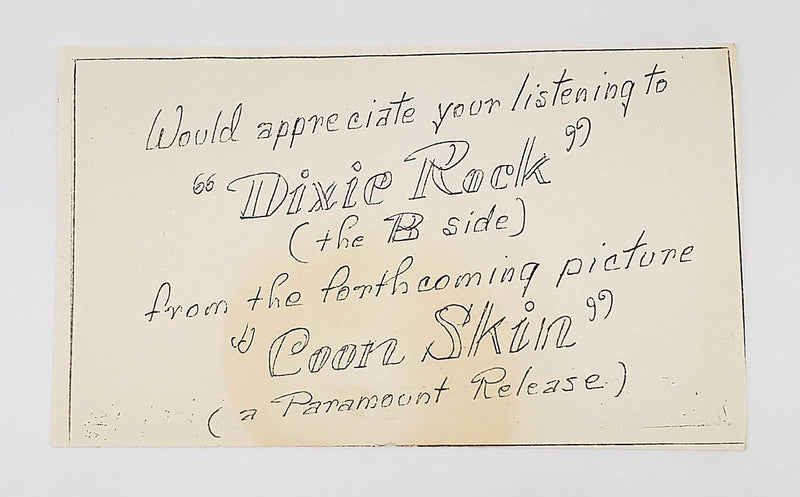 Would appreciate your listening to
"Dixie Rock"
(the B side)
from the forthcoming picture
"Coon Skin"
(a Paramount Release)